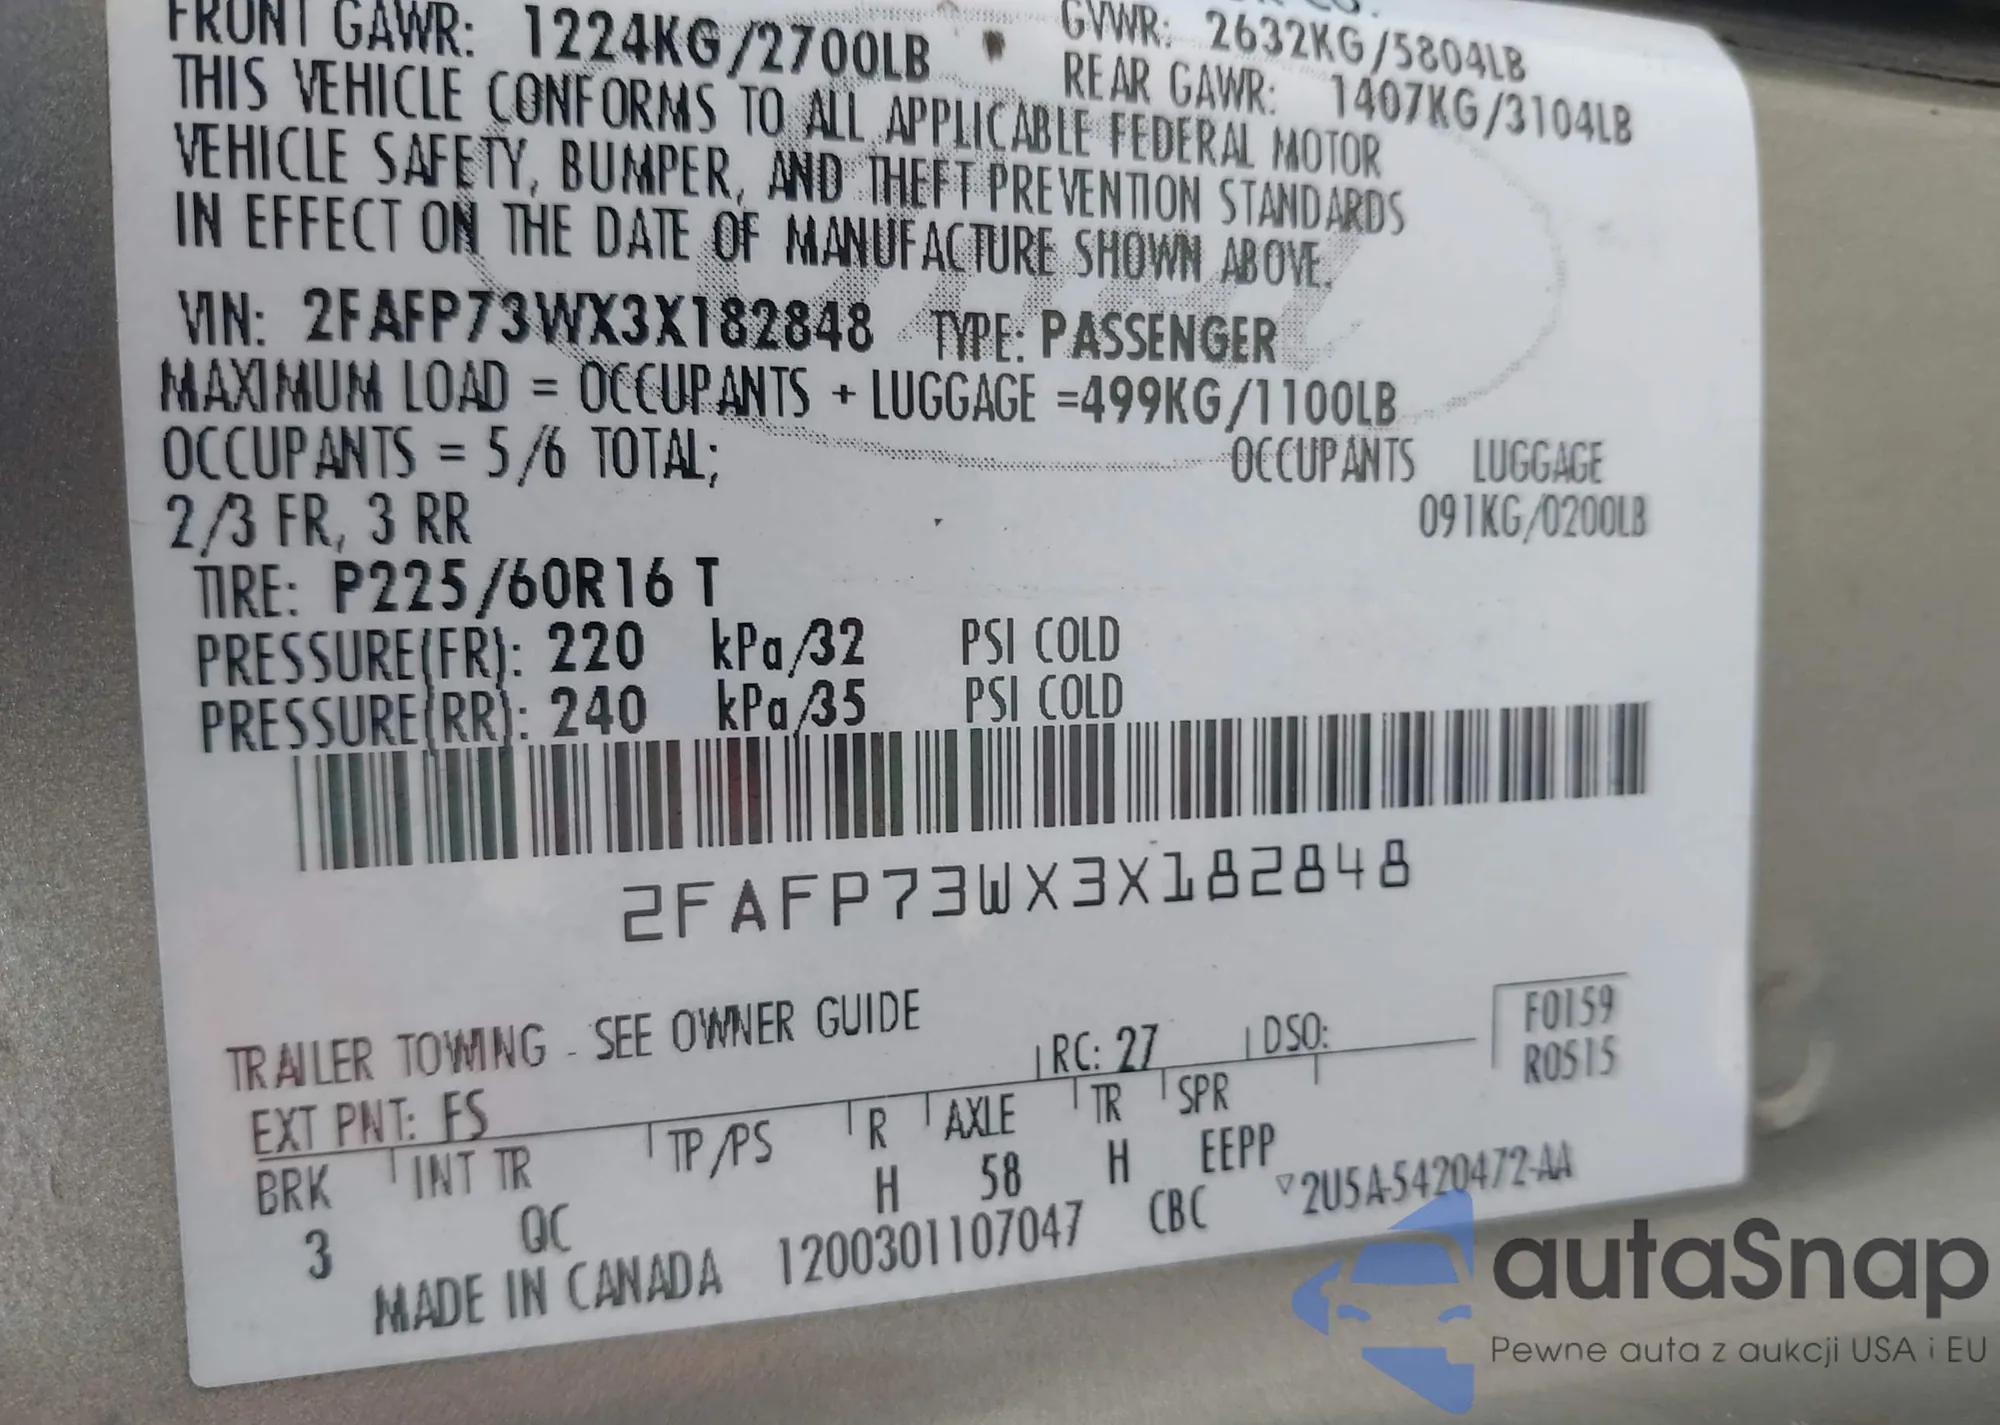 FRONT GAWR: 1224KG/2700LB GVWR: 2632KG/5804LB
REAR GAWR: 1407KG/3104LB
THIS VEHICLE CONFORMS TO ALL APPLICABLE FEDERAL MOTOR
VEHICLE SAFETY, BUMPER, AND THEFT PREVENTION STANDARDS
IN EFFECT ON THE DATE OF MANUFACTURE SHOWN ABOVE.
VIN: 2FAFP73WX3X182848 TYPE: PASSENGER
MAXIMUM LOAD = OCCUPANTS + LUGGAGE =499KG/1100LB
OCCUPANTS = 5/6 TOTAL; OCCUPANTS LUGGAGE
2/3 FR, 3 RR 091KG/0200LB
TIRE: P225/60R16 T
PRESSURE(FR): 220 kPa/32 PSI COLD
PRESSURE(RR): 240 kPa/35 PSI COLD
2FAFP73WX3X182848
TRAILER TOWING - SEE OWNER GUIDE
EXT PNT: FS RC: 27 DSO: F0159
R0515
BRK INT TR TP/PS R AXLE TR SPR
3 QC H 58 H EEPP
MADE IN CANADA 1200301107047 CBC 2U5A-5420472-AA
autaSnap
Pewne auta z aukcji USA i EU